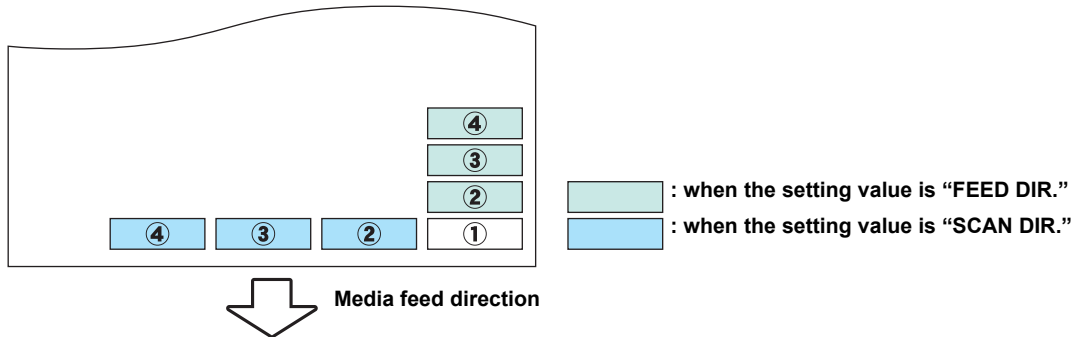 ④
③
② : when the setting value is “FEED DIR.”
④ ③ ② ① : when the setting value is “SCAN DIR.”
Media feed direction